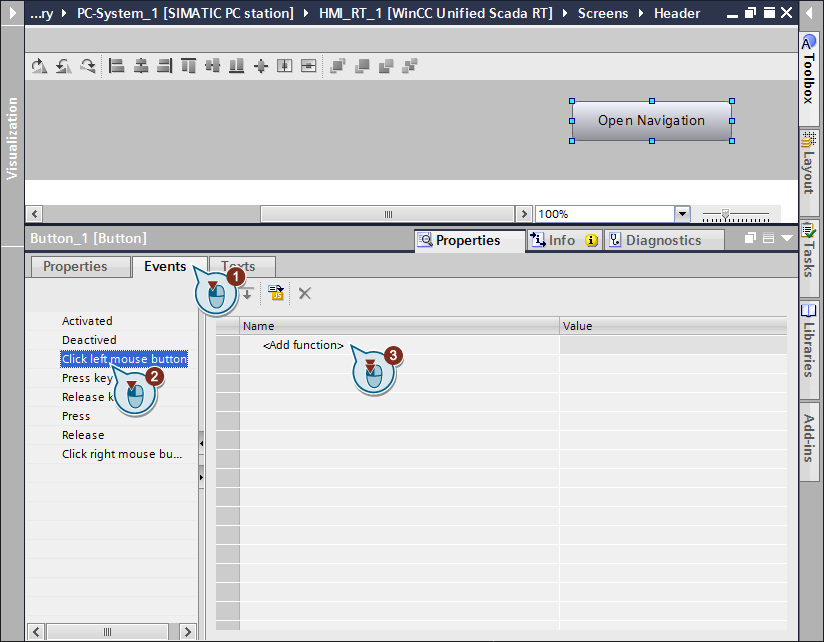 ...ry PC-System_1 [SIMATIC PC station] HMI_RT_1 [WinCC Unified Scada RT] Screens Header
Visualization
Open Navigation
100%
Button_1 [Button]
Properties
Info
Diagnostics
Properties
Events
Texts
1
JS
Name
Value
<Add function>
3
Activated
Deactived
Click left mouse button
Press key
2
Release k
Press
Release
Click right mouse bu...
Toolbox
Layout
Tasks
Libraries
Add-ins